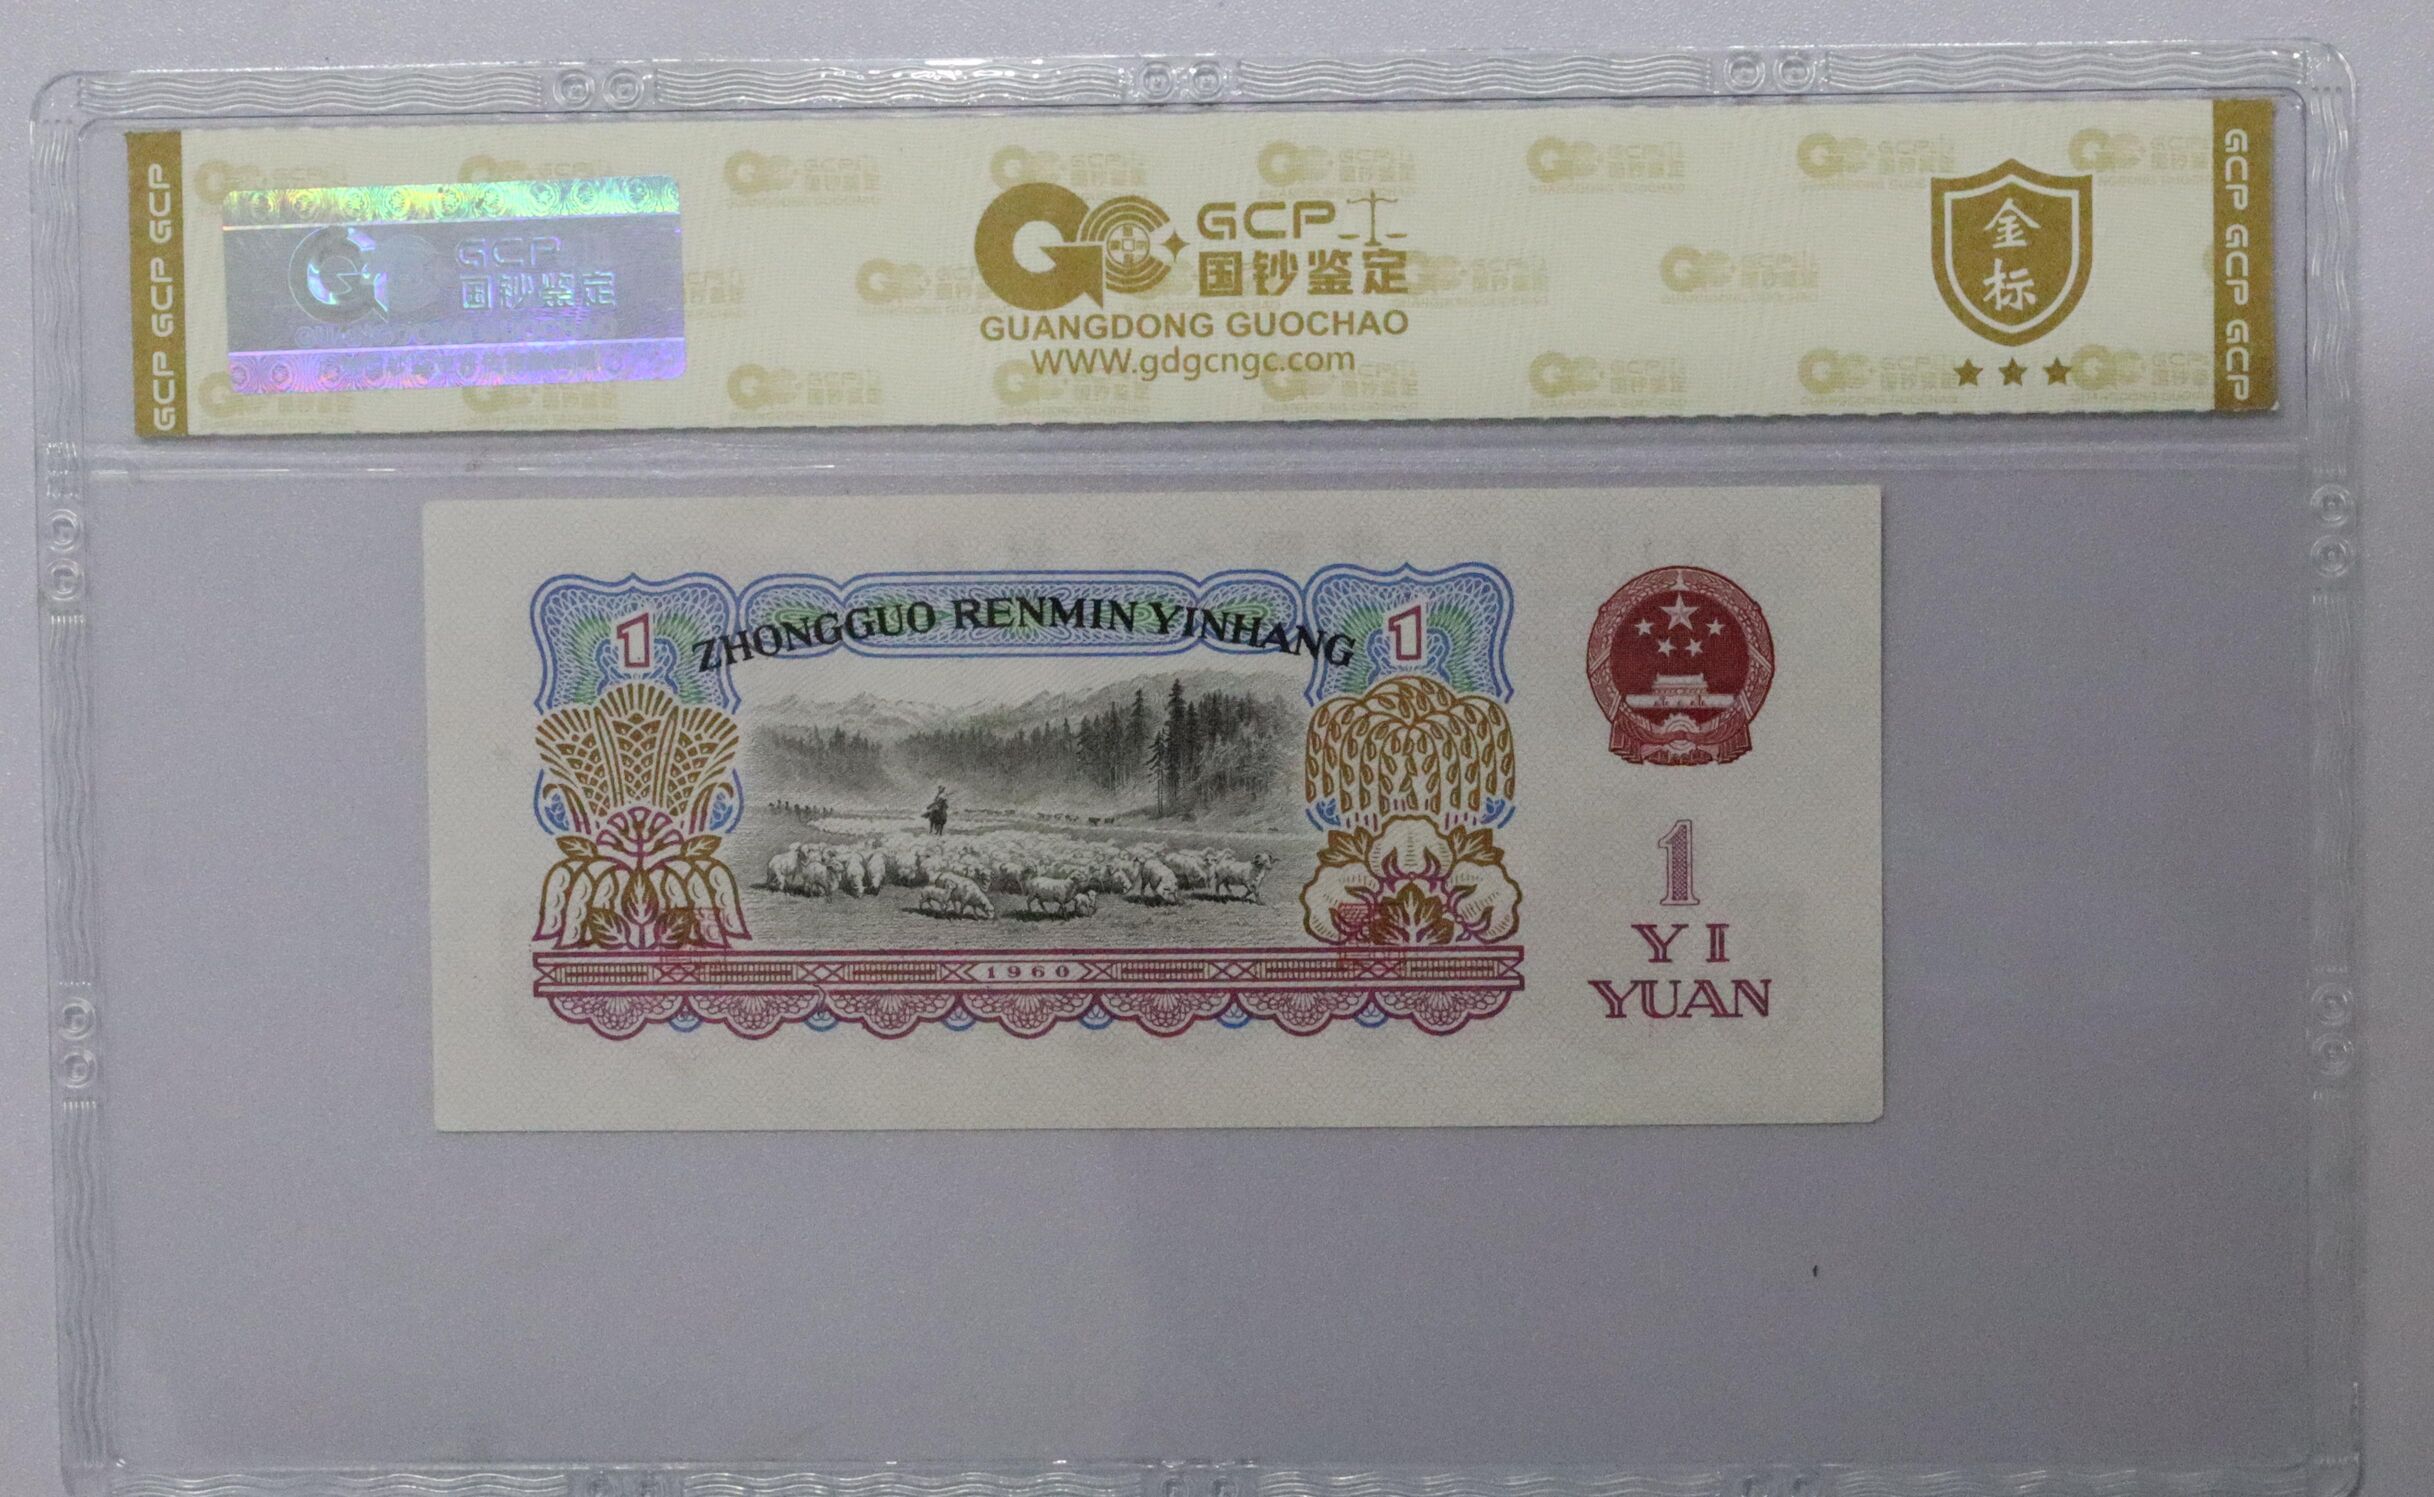 GCP GCP GCP
GCP
国钞鉴定
GCP
国钞鉴定
GUANGDONG GUOCHAO
WWW.gdgcngc.com
金
标
GCP GCP GCP
ZHONGGUO RENMIN YINHANG
1
1
1960
1
YI
YUAN